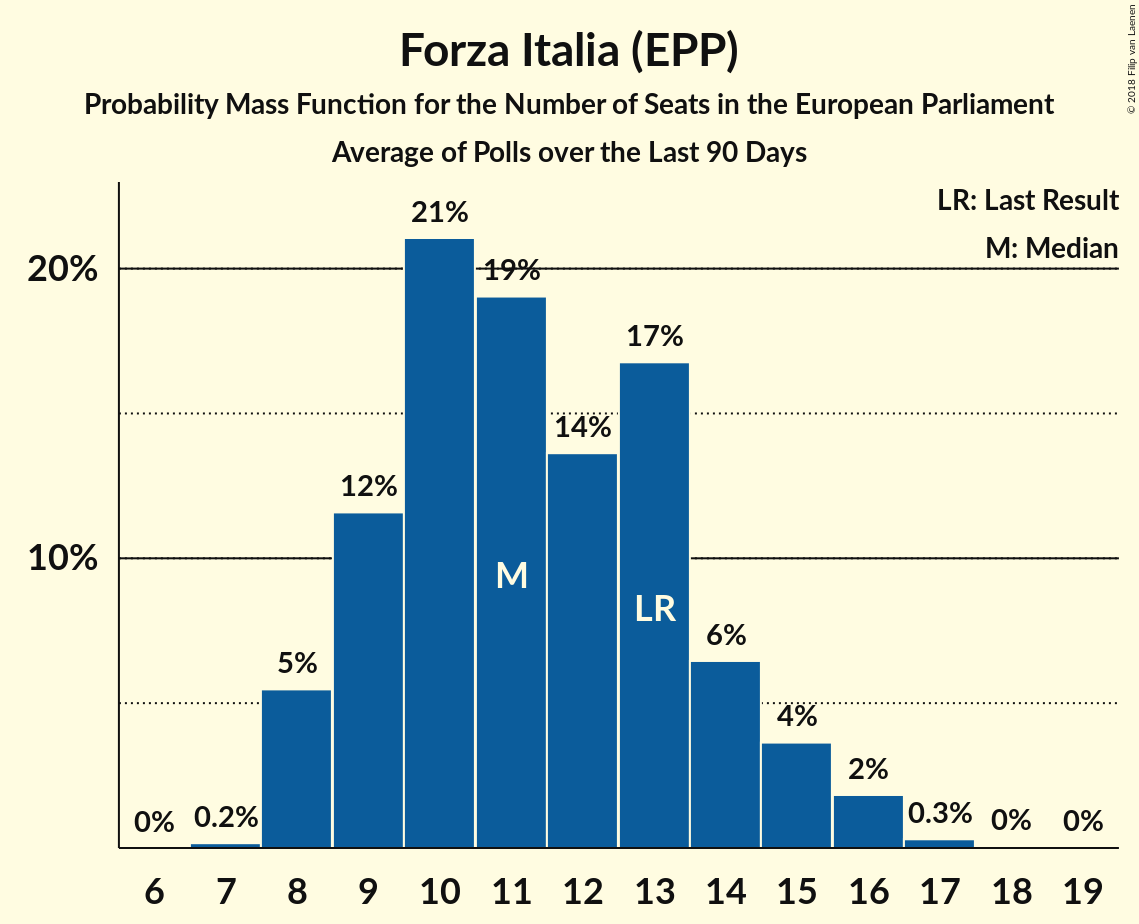 Forza Italia (EPP)
Probability Mass Function for the Number of Seats in the European Parliament
Average of Polls over the Last 90 Days
© 2018 Filip van Laenen
LR: Last Result
M: Median
20%
10%
0%
0.2%
5%
12%
21%
19%
14%
17%
6%
4%
2%
0.3%
0%
0%
M
LR
6 7 8 9 10 11 12 13 14 15 16 17 18 19